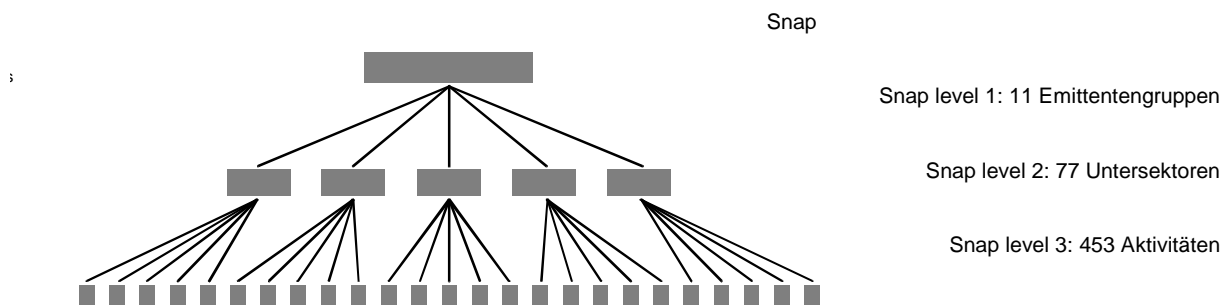 Snap
s
Snap level 1: 11 Emittentengruppen
Snap level 2: 77 Untersektoren
Snap level 3: 453 Aktivitäten